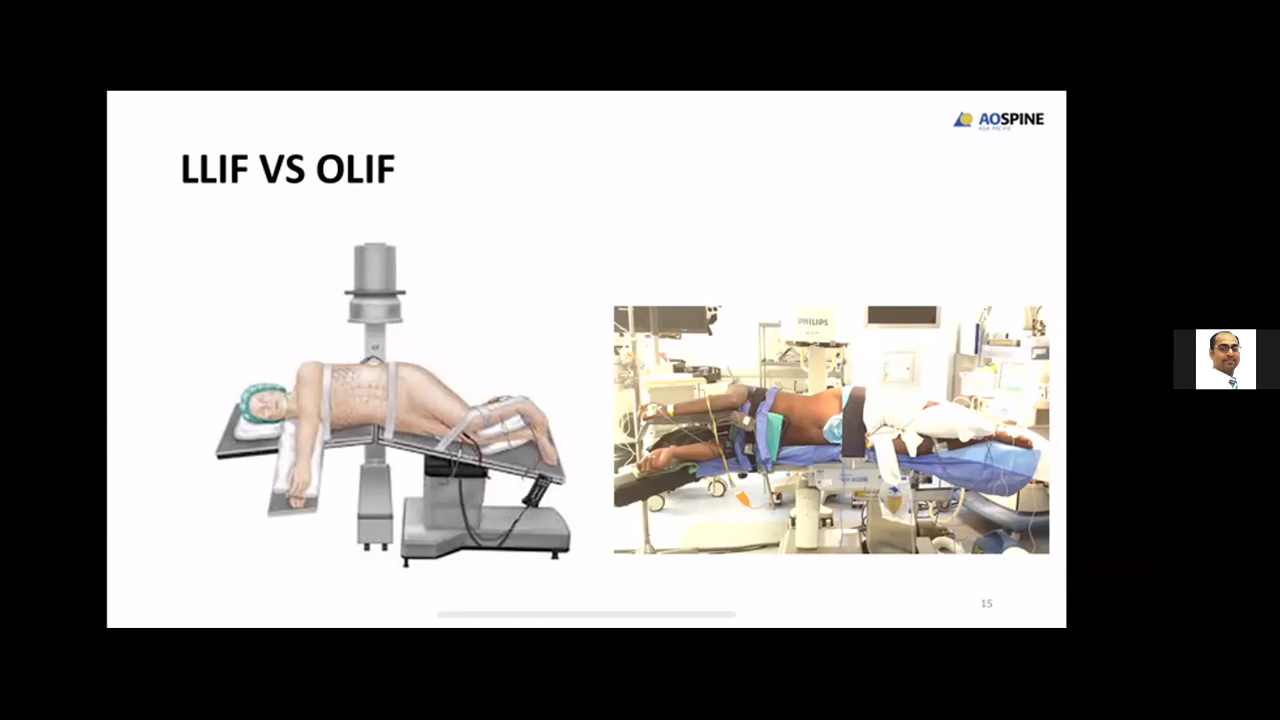 AOSPINE
ASIA PACIFIC
LLIF VS OLIF
PHILIPS
15